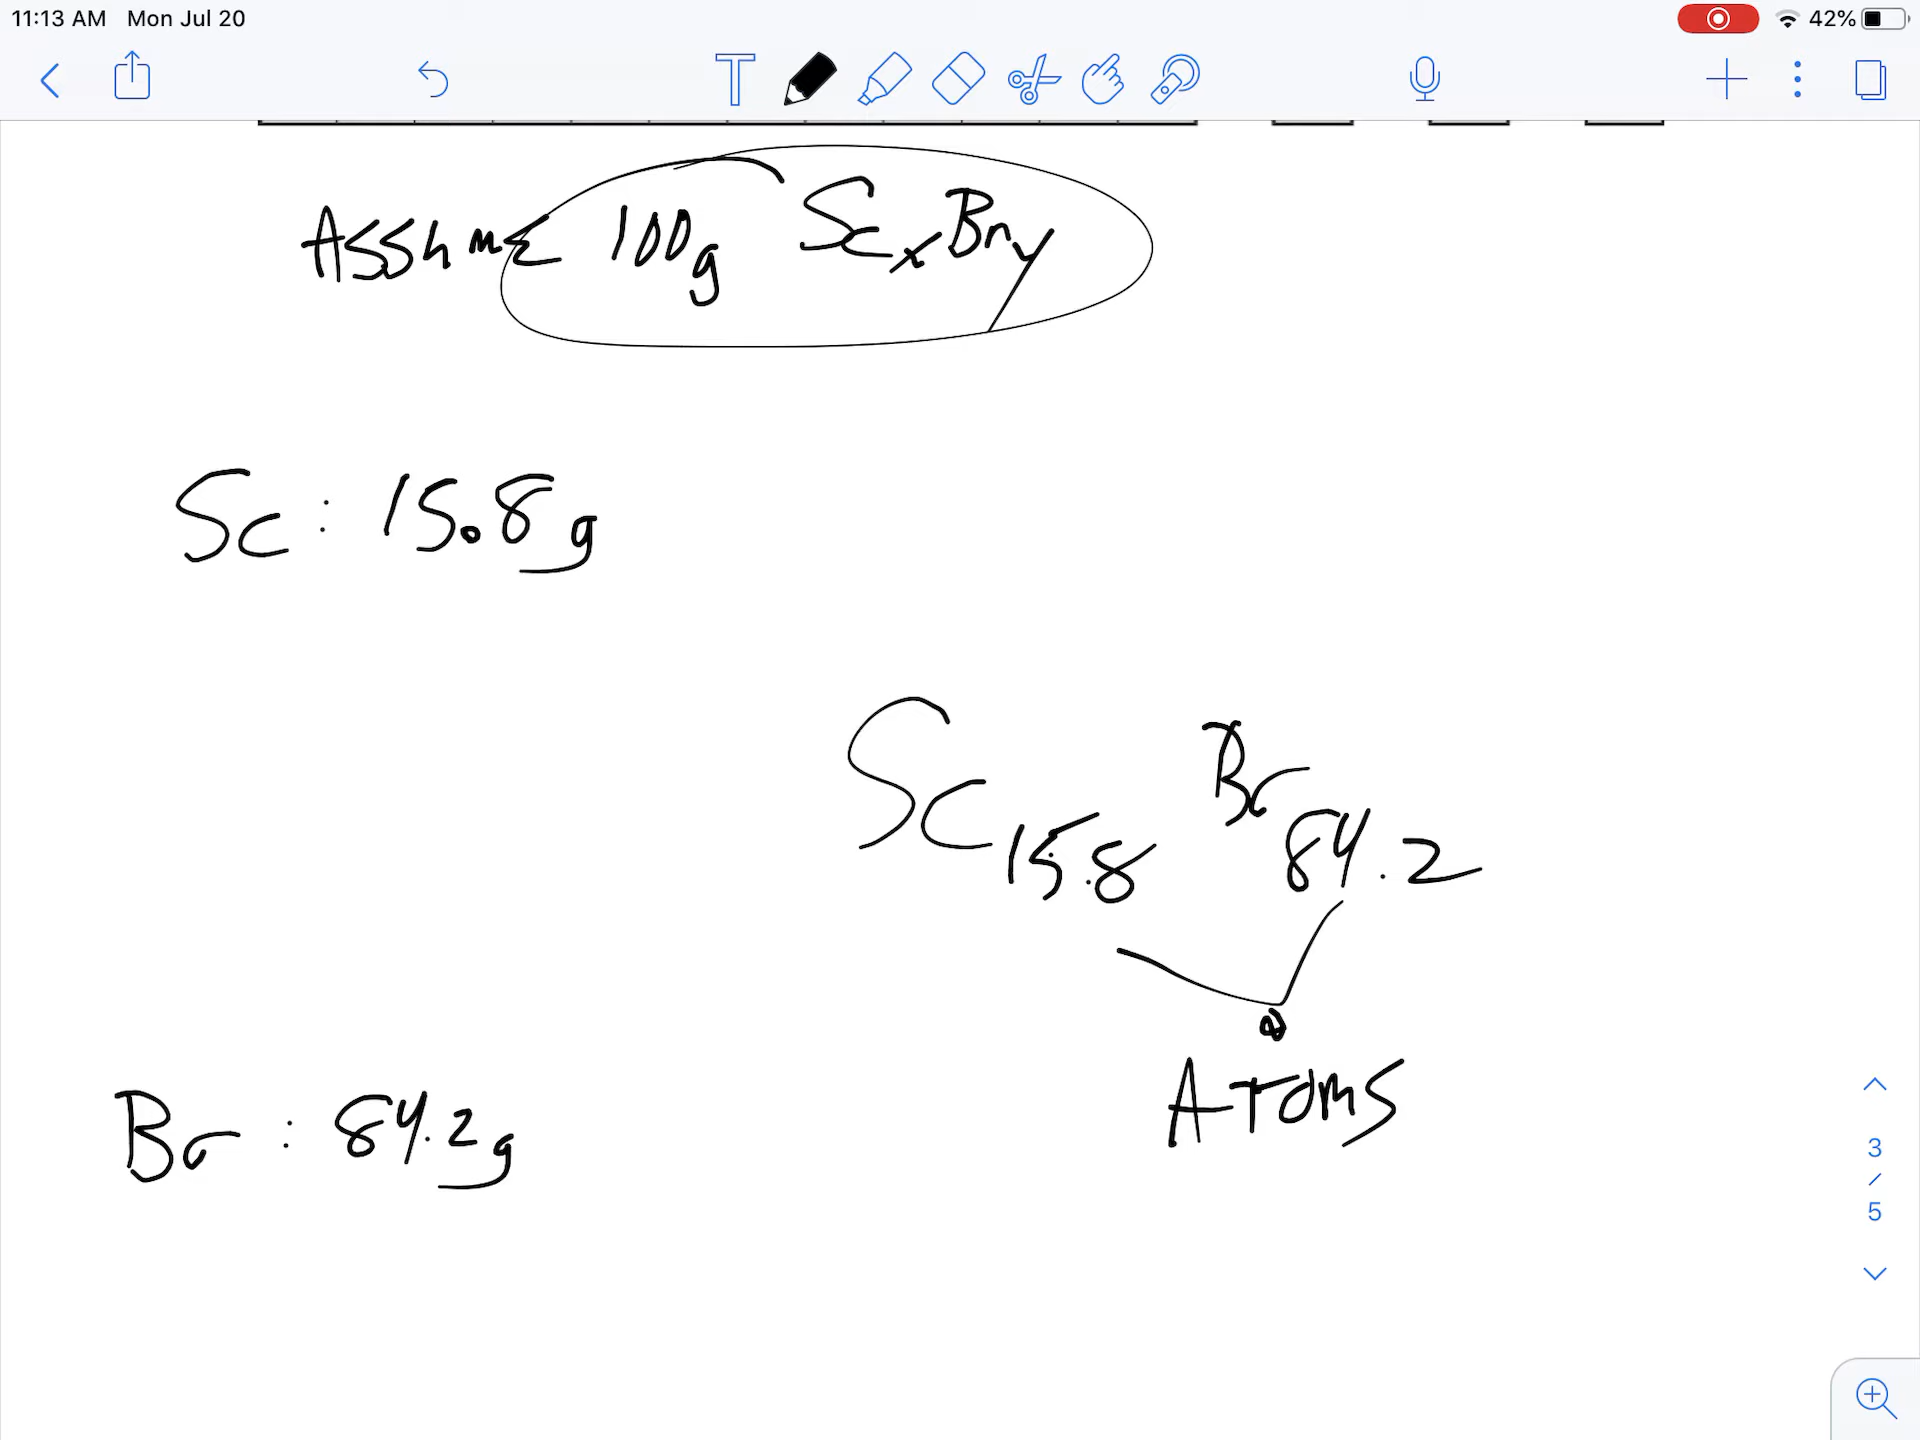 11:13 AM Mon Jul 20 42%
T
Assume 100g ScxBry
Sc : 15.8g
Sc15.8 Br84.2
Atoms
Br : 84.2g
3
/
5